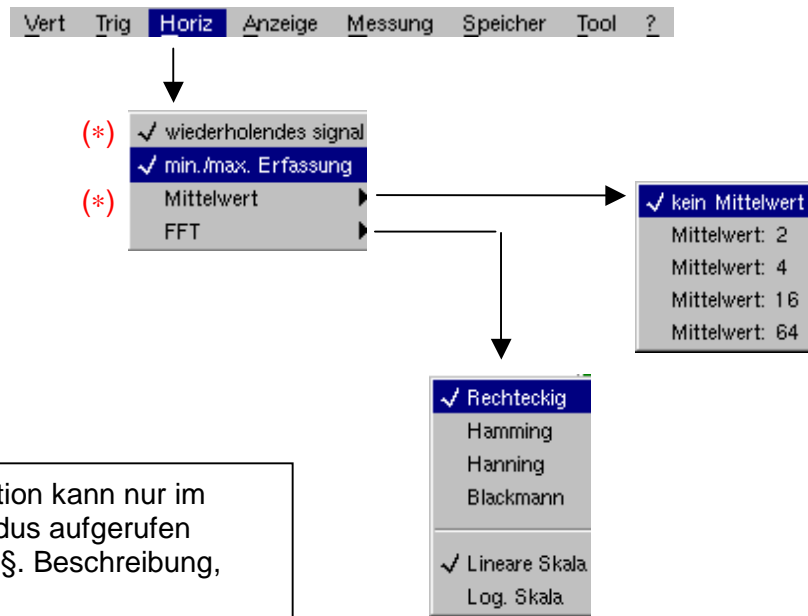 Vert Trig Horiz Anzeige Messung Speicher Tool ?
(*) ✓ wiederholendes signal
✓ min./max. Erfassung
(*) Mittelwert
FFT
✓ kein Mittelwert
Mittelwert: 2
Mittelwert: 4
Mittelwert: 16
Mittelwert: 64
✓ Rechteckig
Hamming
Hanning
Blackmann
✓ Lineare Skala
Log. Skala
tion kann nur im
dus aufgerufen
§. Beschreibung,